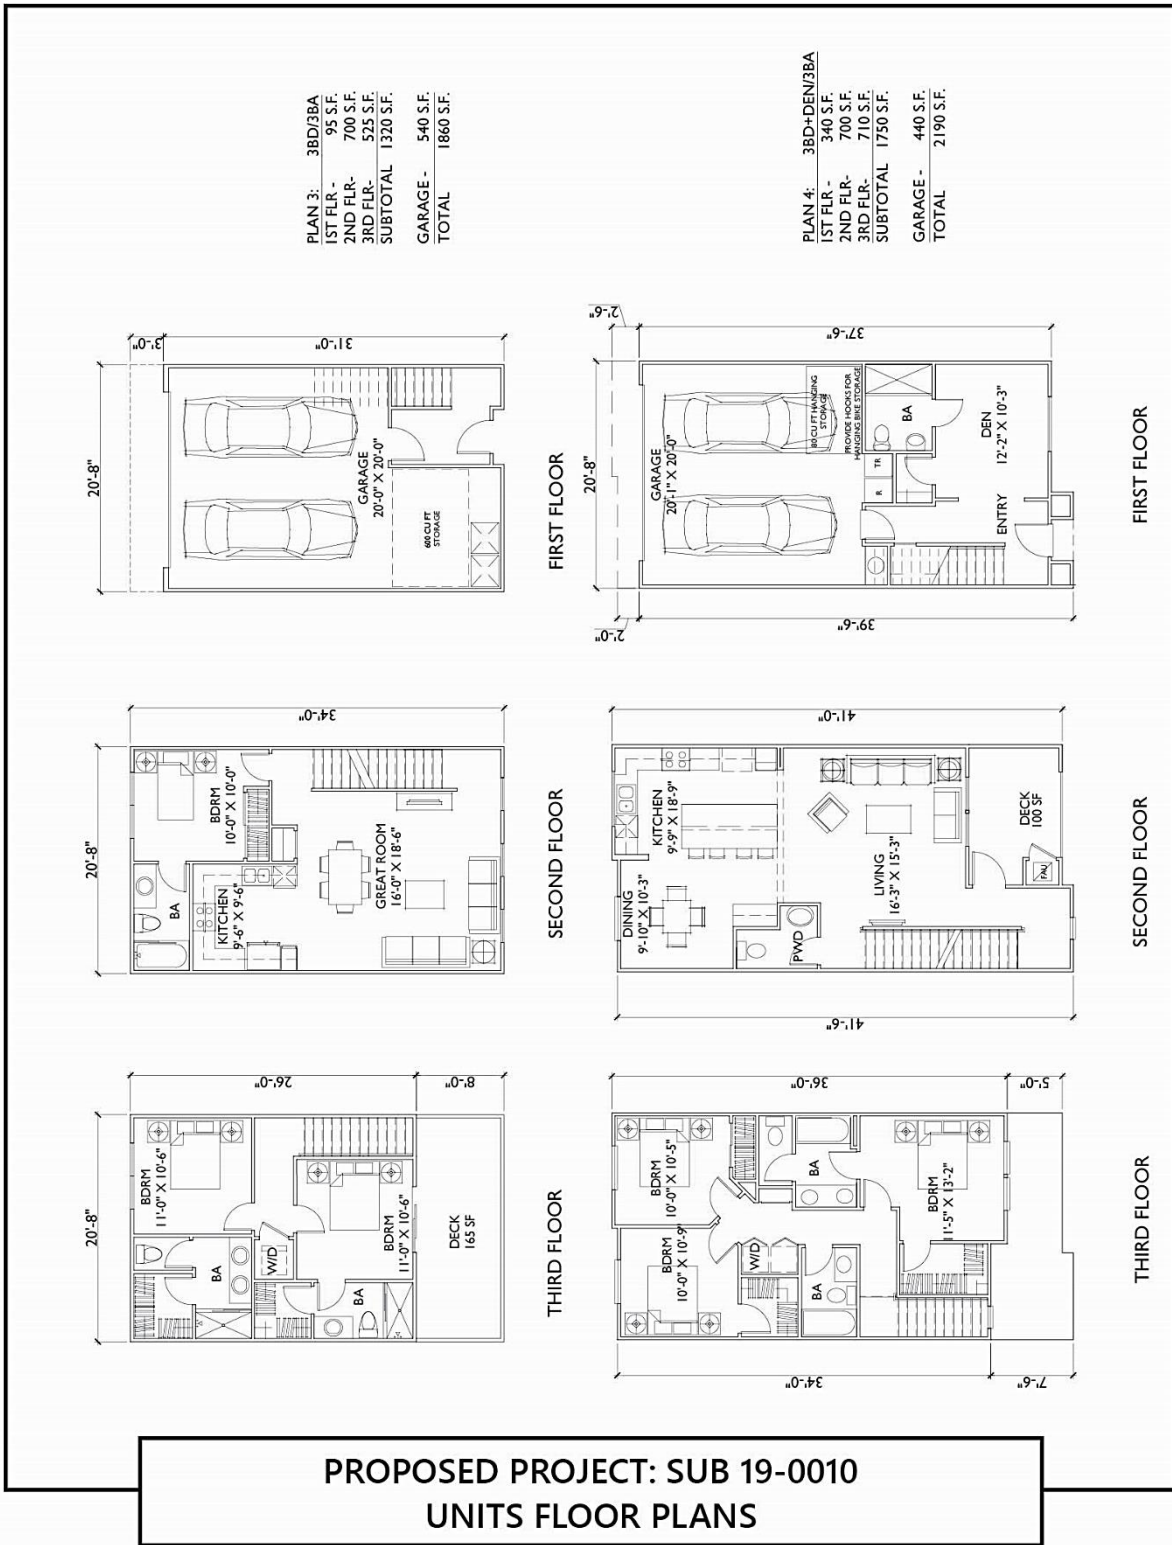 PLAN 3: 3BD/3BA
1ST FLR - 95 S.F.
2ND FLR- 700 S.F.
3RD FLR- 525 S.F.
SUBTOTAL 1320 S.F.
GARAGE - 540 S.F.
TOTAL 1860 S.F.
PLAN 4: 3BD+DEN/3BA
1ST FLR - 340 S.F.
2ND FLR- 700 S.F.
3RD FLR- 710 S.F.
SUBTOTAL 1750 S.F.
GARAGE - 440 S.F.
TOTAL 2190 S.F.
20'-8"
3'-0"
31'-0"
GARAGE
20'-0" X 20'-0"
600 CU FT
STORAGE
FIRST FLOOR
20'-8"
2'-6"
37'-6"
2'-0"
39'-6"
GARAGE
20'-1" X 20'-0"
80 CU FT HANGING
STORAGE
PROVIDE HOOKS FOR
HANGING BIKE STORAGE
R
TR
BA
DEN
12'-2" X 10'-3"
ENTRY
FIRST FLOOR
20'-8"
34'-0"
BDRM
10'-0" X 10'-0"
BA
KITCHEN
9'-6" X 9'-6"
GREAT ROOM
16'-0" X 18'-6"
SECOND FLOOR
41'-0"
41'-6"
KITCHEN
9'-9" X 18'-9"
DINING
9'-10" X 10'-3"
PWD
LIVING
16'-3" X 15'-3"
DECK
100 SF
FAU
SECOND FLOOR
20'-8"
26'-0"
8'-0"
BDRM
11'-0" X 10'-6"
BA
W/D
BDRM
11'-0" X 10'-6"
BA
DECK
165 SF
THIRD FLOOR
36'-0"
5'-0"
34'-0"
7'-6"
BDRM
10'-0" X 10'-5"
BDRM
10'-0" X 10'-9"
W/D
BA
BA
BDRM
11'-5" X 13'-2"
THIRD FLOOR
PROPOSED PROJECT: SUB 19-0010
UNITS FLOOR PLANS